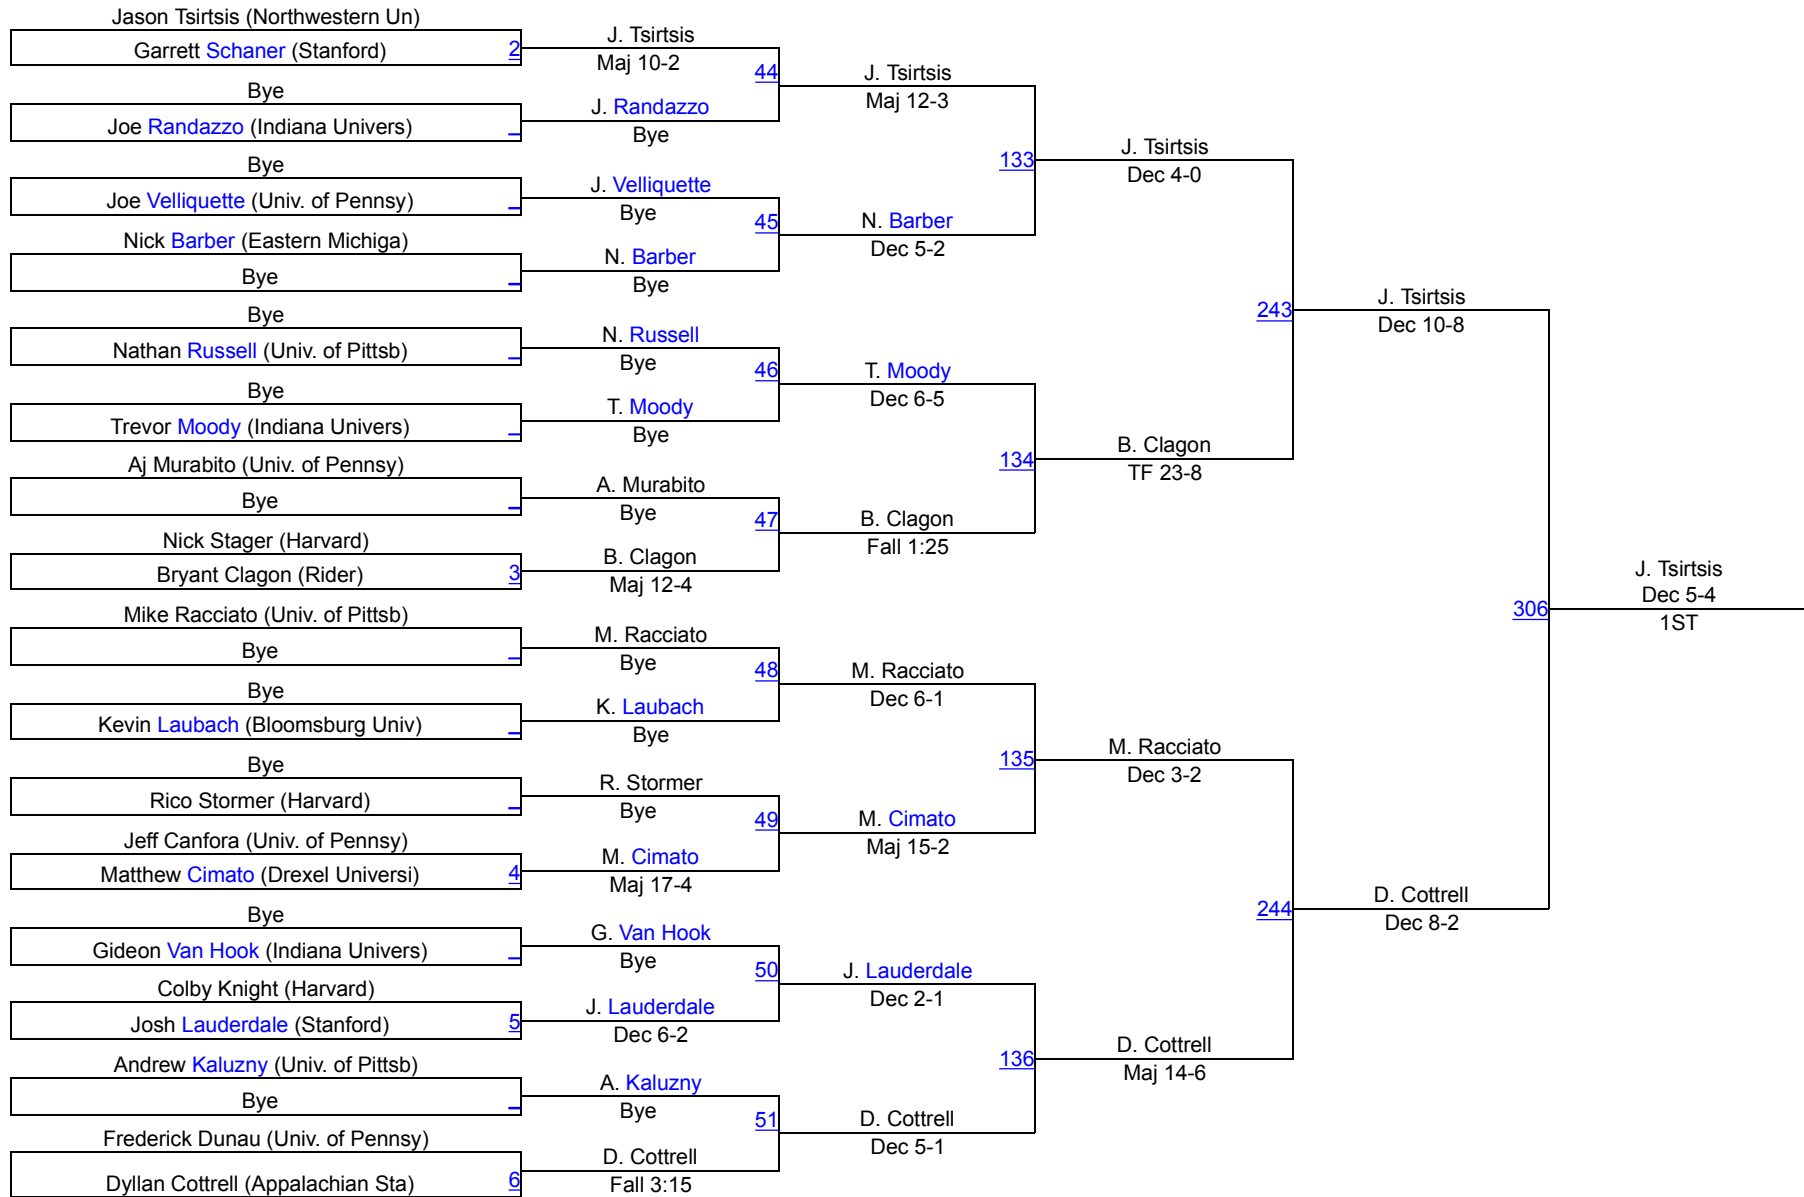 Jason Tsirtsis (Northwestern Un)
Garrett Schaner (Stanford) 2
Bye
Joe Randazzo (Indiana Univers) _
Bye
Joe Velliquette (Univ. of Pennsy) _
Nick Barber (Eastern Michiga)
Bye _
Bye
Nathan Russell (Univ. of Pittsb) _
Bye
Trevor Moody (Indiana Univers) _
Aj Murabito (Univ. of Pennsy)
Bye _
Nick Stager (Harvard)
Bryant Clagon (Rider) 3
Mike Racciato (Univ. of Pittsb)
Bye _
Bye
Kevin Laubach (Bloomsburg Univ) _
Bye
Rico Stormer (Harvard) _
Jeff Canfora (Univ. of Pennsy)
Matthew Cimato (Drexel Universi) 4
Bye
Gideon Van Hook (Indiana Univers) _
Colby Knight (Harvard)
Josh Lauderdale (Stanford) 5
Andrew Kaluzny (Univ. of Pittsb)
Bye _
Frederick Dunau (Univ. of Pennsy)
Dyllan Cottrell (Appalachian Sta) 6
J. Tsirtsis
Maj 10-2
44
J. Randazzo
Bye
J. Velliquette
Bye
45
N. Barber
Bye
N. Russell
Bye
46
T. Moody
Bye
A. Murabito
Bye
47
B. Clagon
Maj 12-4
M. Racciato
Bye
48
K. Laubach
Bye
R. Stormer
Bye
49
M. Cimato
Maj 17-4
G. Van Hook
Bye
50
J. Lauderdale
Dec 6-2
A. Kaluzny
Bye
51
D. Cottrell
Fall 3:15
J. Tsirtsis
Maj 12-3
133
N. Barber
Dec 5-2
T. Moody
Dec 6-5
134
B. Clagon
Fall 1:25
M. Racciato
Dec 6-1
135
M. Cimato
Maj 15-2
J. Lauderdale
Dec 2-1
136
D. Cottrell
Dec 5-1
J. Tsirtsis
Dec 4-0
243
B. Clagon
TF 23-8
M. Racciato
Dec 3-2
244
D. Cottrell
Maj 14-6
J. Tsirtsis
Dec 10-8
306
D. Cottrell
Dec 8-2
J. Tsirtsis
Dec 5-4
1ST